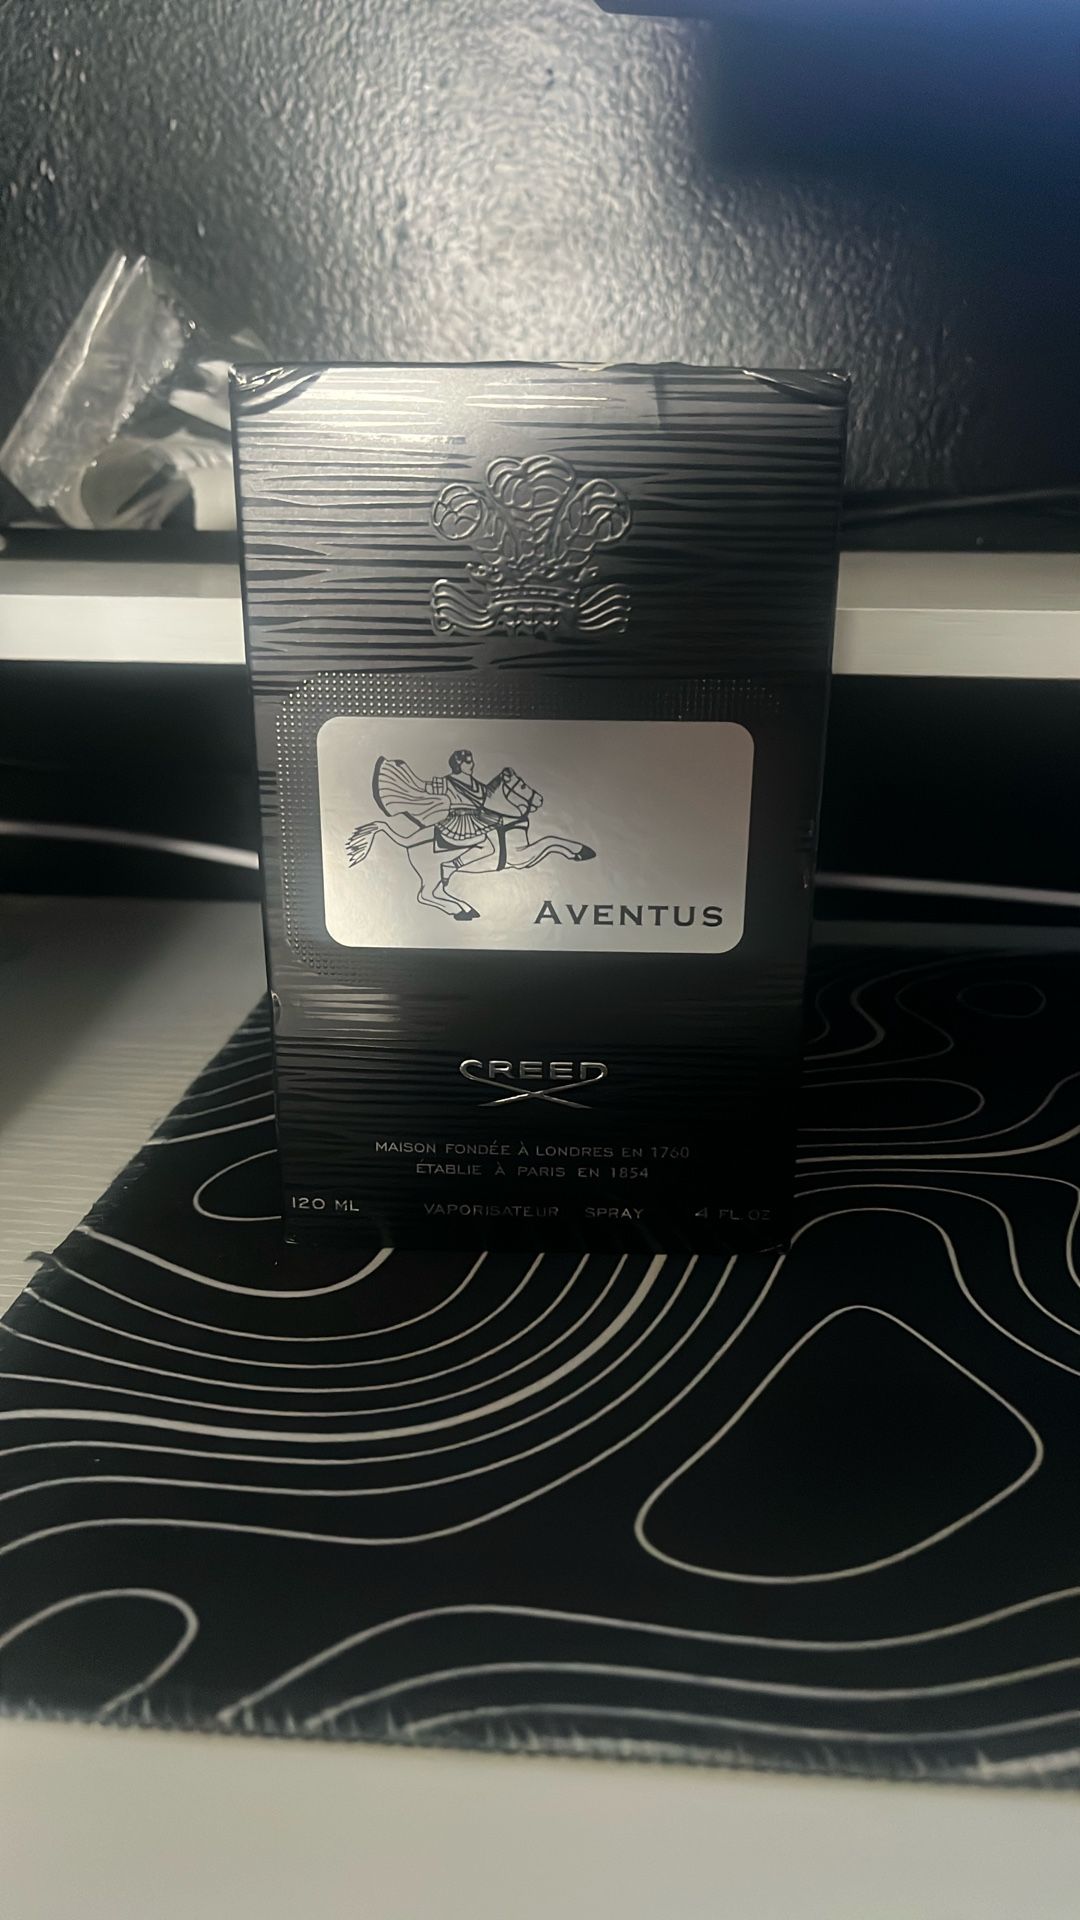 AVENTUS
CREED
MAISON FONDÉE À LONDRES EN 1760
ÉTABLIE À PARIS EN 1854
120 ML VAPORISATEUR SPRAY 4 FL.OZ